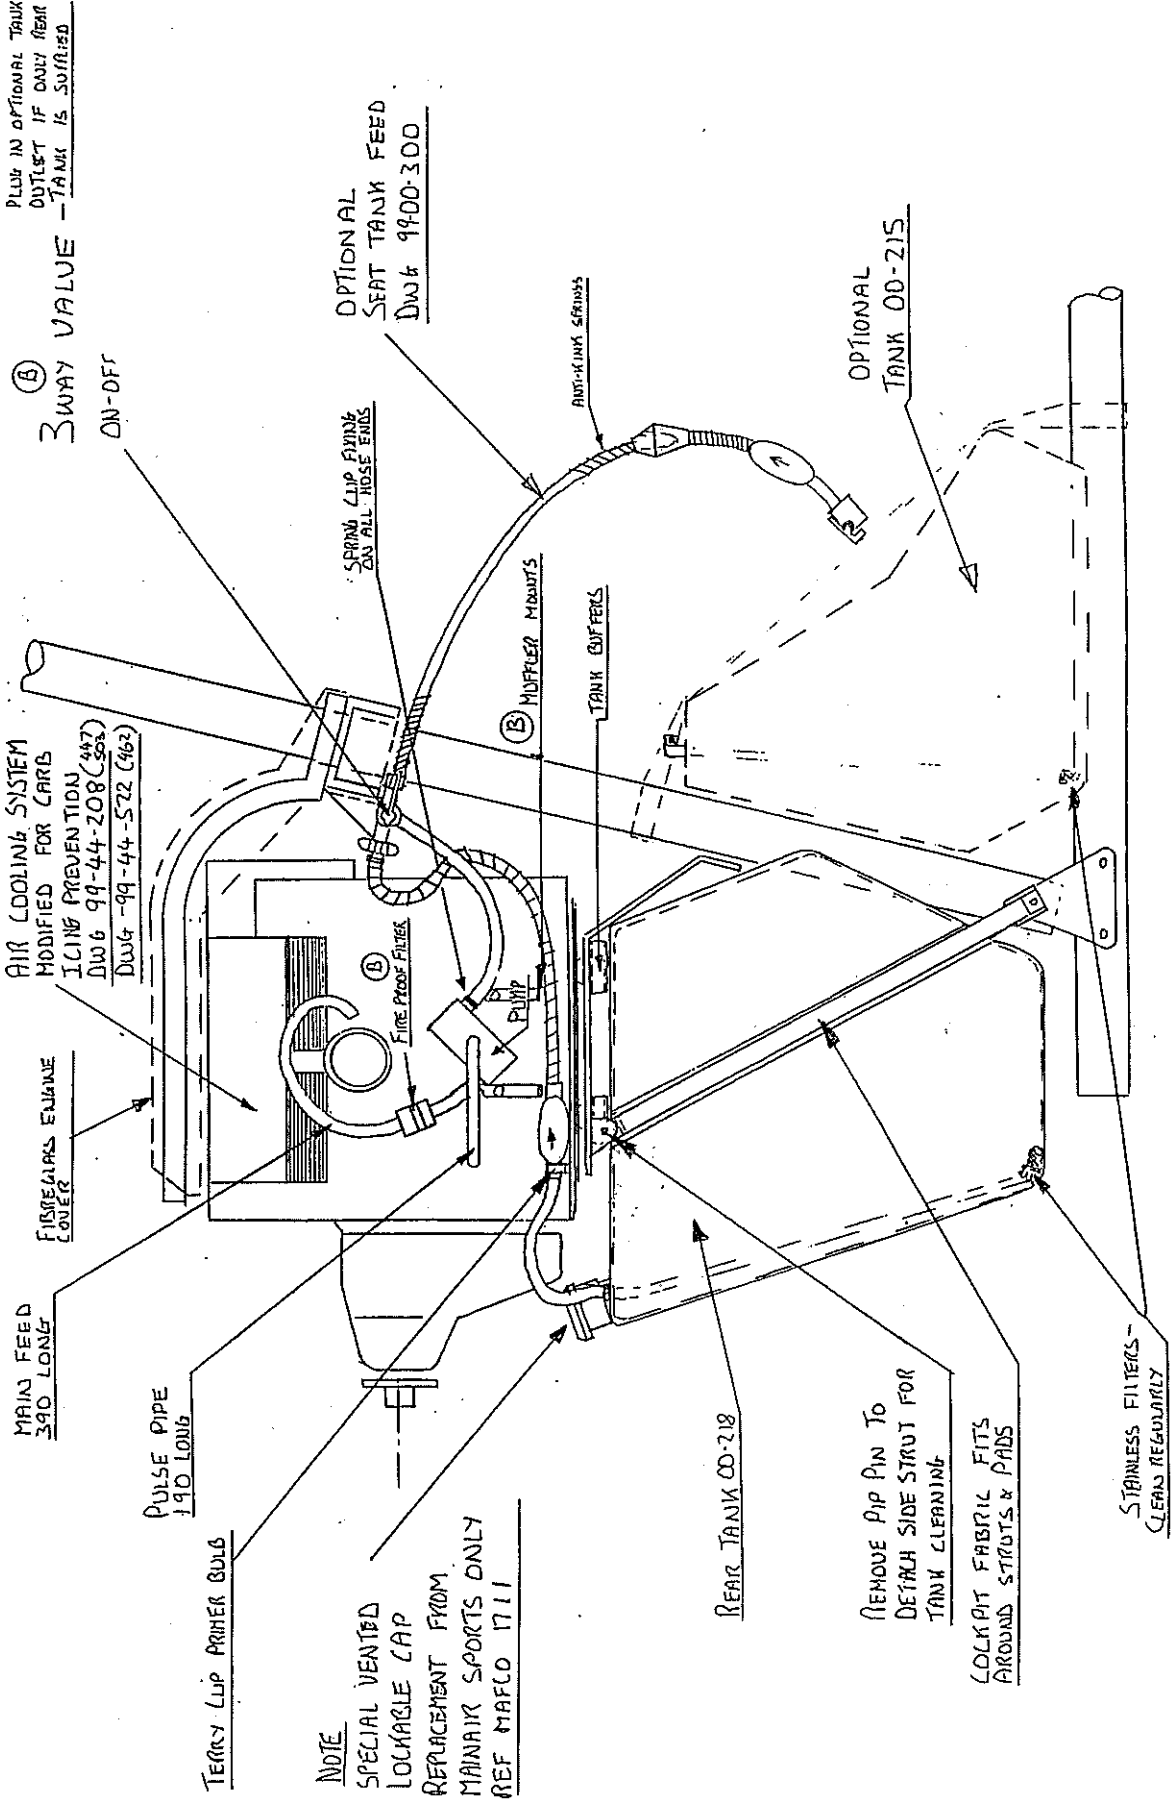 PLUG IN OPTIONAL TANK
OUTLET IF ONLY REAR
TANK IS SUPPLIED
B
3WAY VALUE -
ON-OFF
AIR COOLING SYSTEM
MODIFIED FOR CARB
ICING PREVENTION
DWG 99-44-208 (447)
(503)
DWG-99-44-522 (462)
FIBREGLASS ENGINE
COVER
MAIN FEED
390 LONG
PULSE PIPE
190 LONG
TERRY CLIP PRIMER BULB
NOTE
SPECIAL VENTED
LOCKABLE CAP
REPLACEMENT FROM
MAINAIR SPORTS ONLY
REF MAFCO 1711
OPTIONAL
SEAT TANK FEED
DWG 99-00-300
SPRING CLIP FIXING
ON ALL HOSE ENDS
ANTI-KINK SPRINGS
B MUFFLER MOUNTS
TANK BUFFERS
B
FIRE PROOF FILTER
PUMP
OPTIONAL
TANK OO-215
REAR TANK OO-218
REMOVE PIP PIN TO
DETACH SIDE STRUT FOR
TANK CLEANING
COCKPIT FABRIC FITS
AROUND STRUTS & PADS
STAINLESS FILTERS-
CLEAN REGULARLY